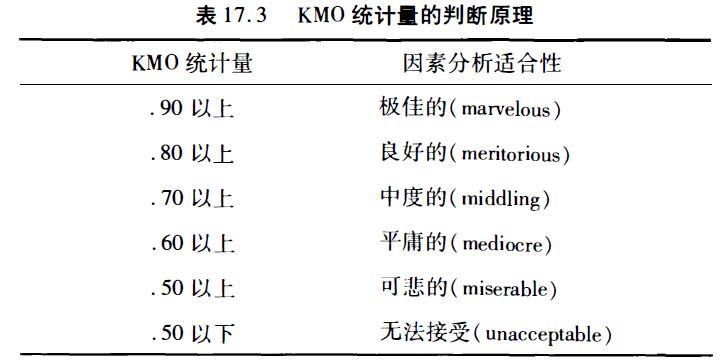 表 17.3 KMO 统计量的判断原理
KMO 统计量 因素分析适合性
.90 以上 极佳的(marvelous)
.80 以上 良好的(meritorious)
.70 以上 中度的(middling)
.60 以上 平庸的(mediocre)
.50 以上 可悲的(miserable)
.50 以下 无法接受(unacceptable)